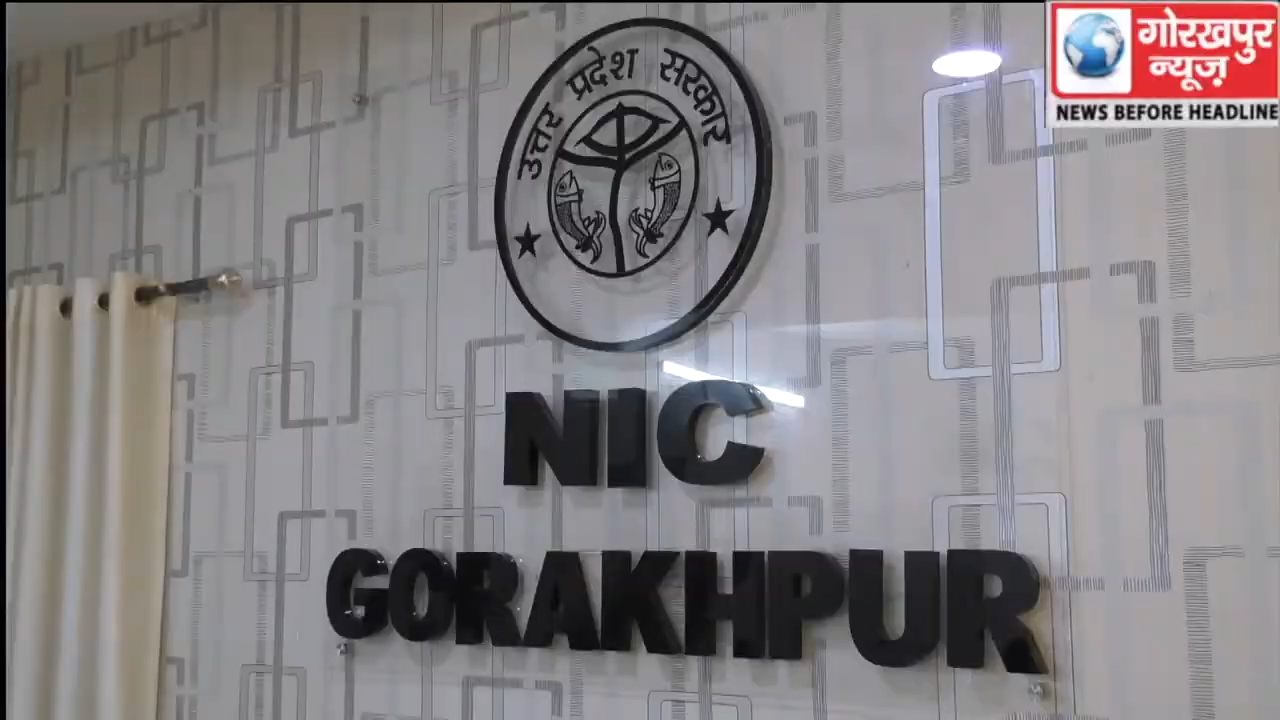 उत्तर प्रदेश सरकार
NIC
GORAKHPUR
गोरखपुर
न्यूज़
NEWS BEFORE HEADLINE